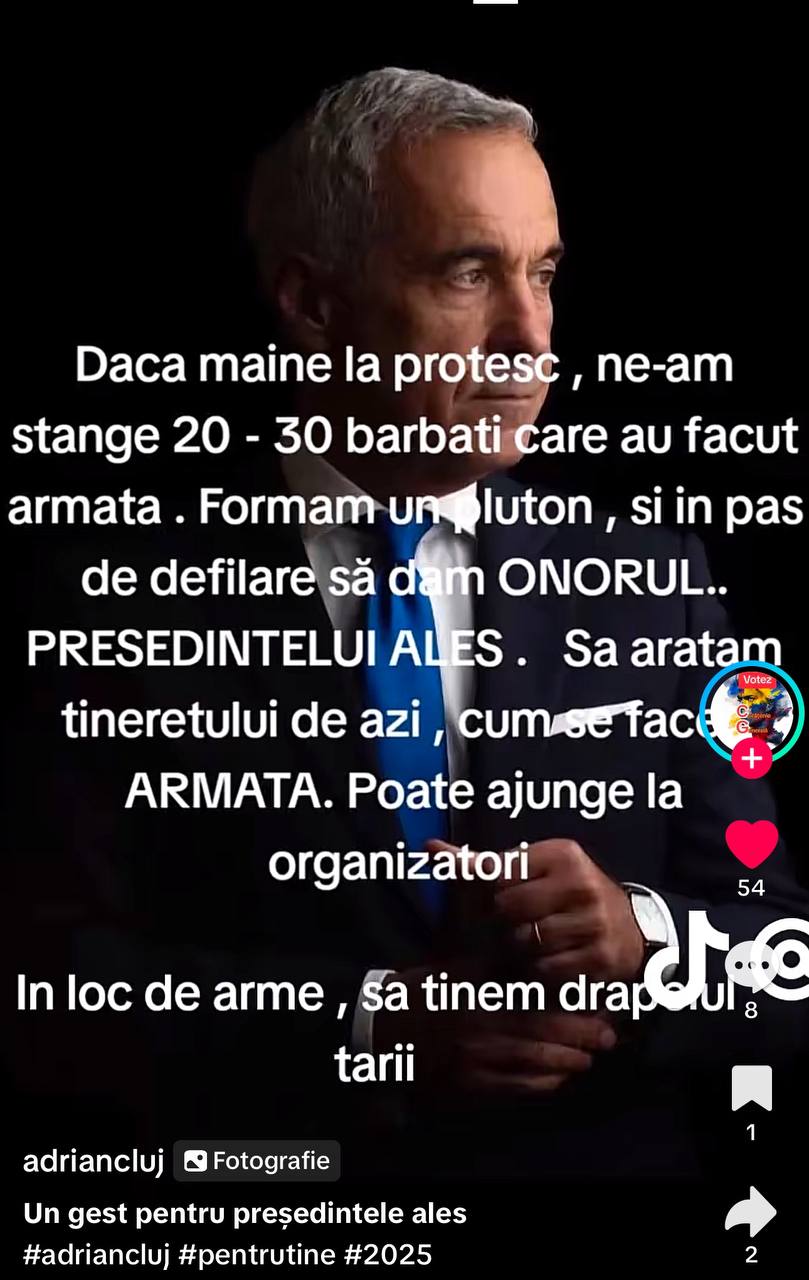 Daca maine la protesc , ne-am
stange 20 - 30 barbati care au facut
armata . Formam un pluton , si in pas
de defilare să dam ONORUL..
PRESEDINTELUI ALES . Sa aratam
tineretului de azi , cum se face
ARMATA. Poate ajunge la
organizatori
In loc de arme , sa tinem drapelul
tarii
Votez
54
8
1
2
adriancluj Fotografie
Un gest pentru președintele ales
#adriancluj #pentrutine #2025